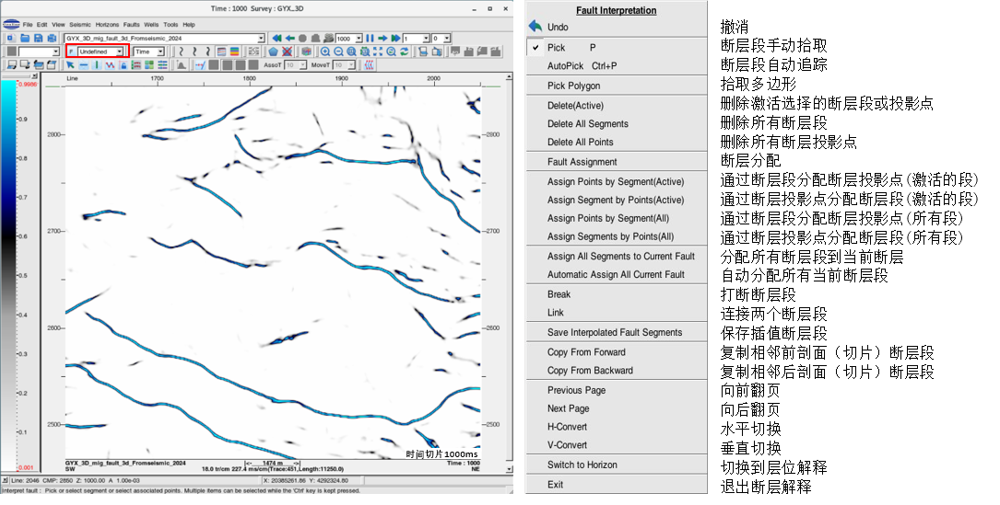 Time : 1000 Survey : GYX_3D
File Edit View Seismic Horizons Faults Wells Tools Help
GYX_3D_mig_fault_3d_Fromseismic_2024 1000 1 0
F Undefined Time
AssoT 10 MoveT 10
Line 1700 1800 1900 2000
0.9986
0.9
0.8
0.7
0.6
0.5
0.4
0.3
0.2
0.1
0.001
2800 2800
2700 2700
2600 2600
2500 2500
时间切片1000ms
GYX_3D_mig_fault_3d_Fromseismic_2024 |<-- 1474 m -->| Time : 1000
SW 18.0 tr/cm 227.4 ms/cm(Trace:451,Length:11250.0) NE
Line: 2046 CMP: 2850 Z: 1000.00 A 1.00e-03 X: 20385261.86 Y: 4292324.80
Interpret fault : Pick or select segment or select associated points. Multiple items can be selected while the 'Ctrl' key is kept pressed.
Fault Interpretation
Undo 撤消
Pick P 断层段手动拾取
AutoPick Ctrl+P 断层段自动追踪
Pick Polygon 拾取多边形
Delete(Active) 删除激活选择的断层段或投影点
Delete All Segments 删除所有断层段
Delete All Points 删除所有断层投影点
Fault Assignment 断层分配
Assign Points by Segment(Active) 通过断层段分配断层投影点(激活的段)
Assign Segment by Points(Active) 通过断层投影点分配断层段(激活的段)
Assign Points by Segment(All) 通过断层段分配断层投影点(所有段)
Assign Segments by Points(All) 通过断层投影点分配断层段(所有段)
Assign All Segments to Current Fault 分配所有断层段到当前断层
Automatic Assign All Current Fault 自动分配所有当前断层段
Break 打断断层段
Link 连接两个断层段
Save Interpolated Fault Segments 保存插值断层段
Copy From Forward 复制相邻前剖面（切片）断层段
Copy From Backward 复制相邻后剖面（切片）断层段
Previous Page 向前翻页
Next Page 向后翻页
H-Convert 水平切换
V-Convert 垂直切换
Switch to Horizon 切换到层位解释
Exit 退出断层解释